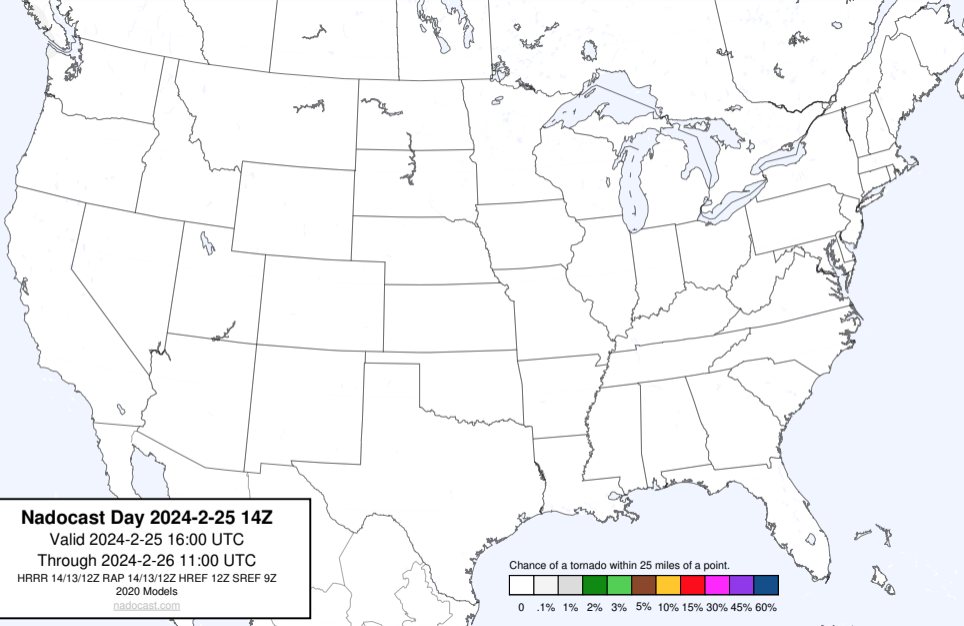 Nadocast Day 2024-2-25 14Z
Valid 2024-2-25 16:00 UTC
Through 2024-2-26 11:00 UTC
HRRR 14/13/12Z RAP 14/13/12Z HREF 12Z SREF 9Z
2020 Models
nadocast.com
Chance of a tornado within 25 miles of a point.
0 .1% 1% 2% 3% 5% 10% 15% 30% 45% 60%